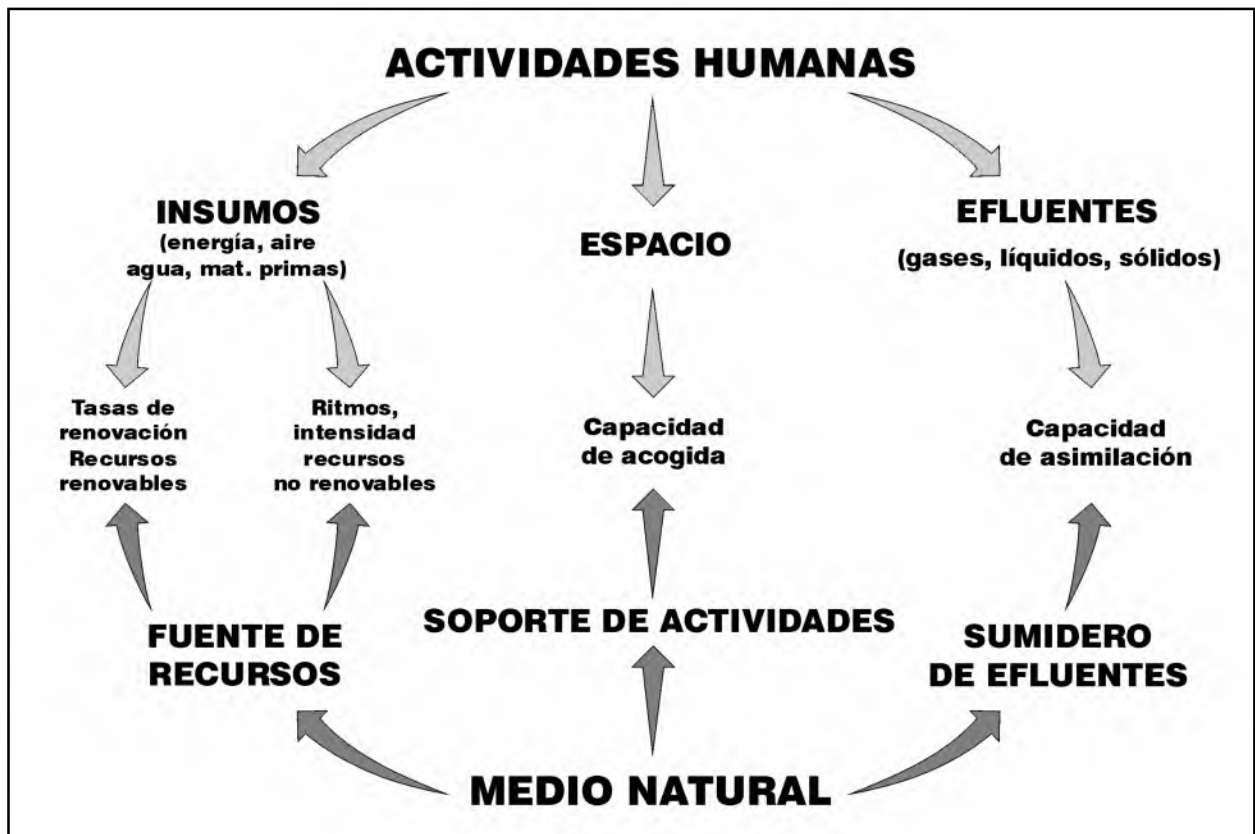 ACTIVIDADES HUMANAS
INSUMOS
(energía, aire
agua, mat. primas)
ESPACIO
EFLUENTES
(gases, líquidos, sólidos)
Tasas de
renovación
Recursos
renovables
Ritmos,
intensidad
recursos
no renovables
Capacidad
de acogida
Capacidad
de asimilación
FUENTE DE
RECURSOS
SOPORTE DE ACTIVIDADES
SUMIDERO
DE EFLUENTES
MEDIO NATURAL